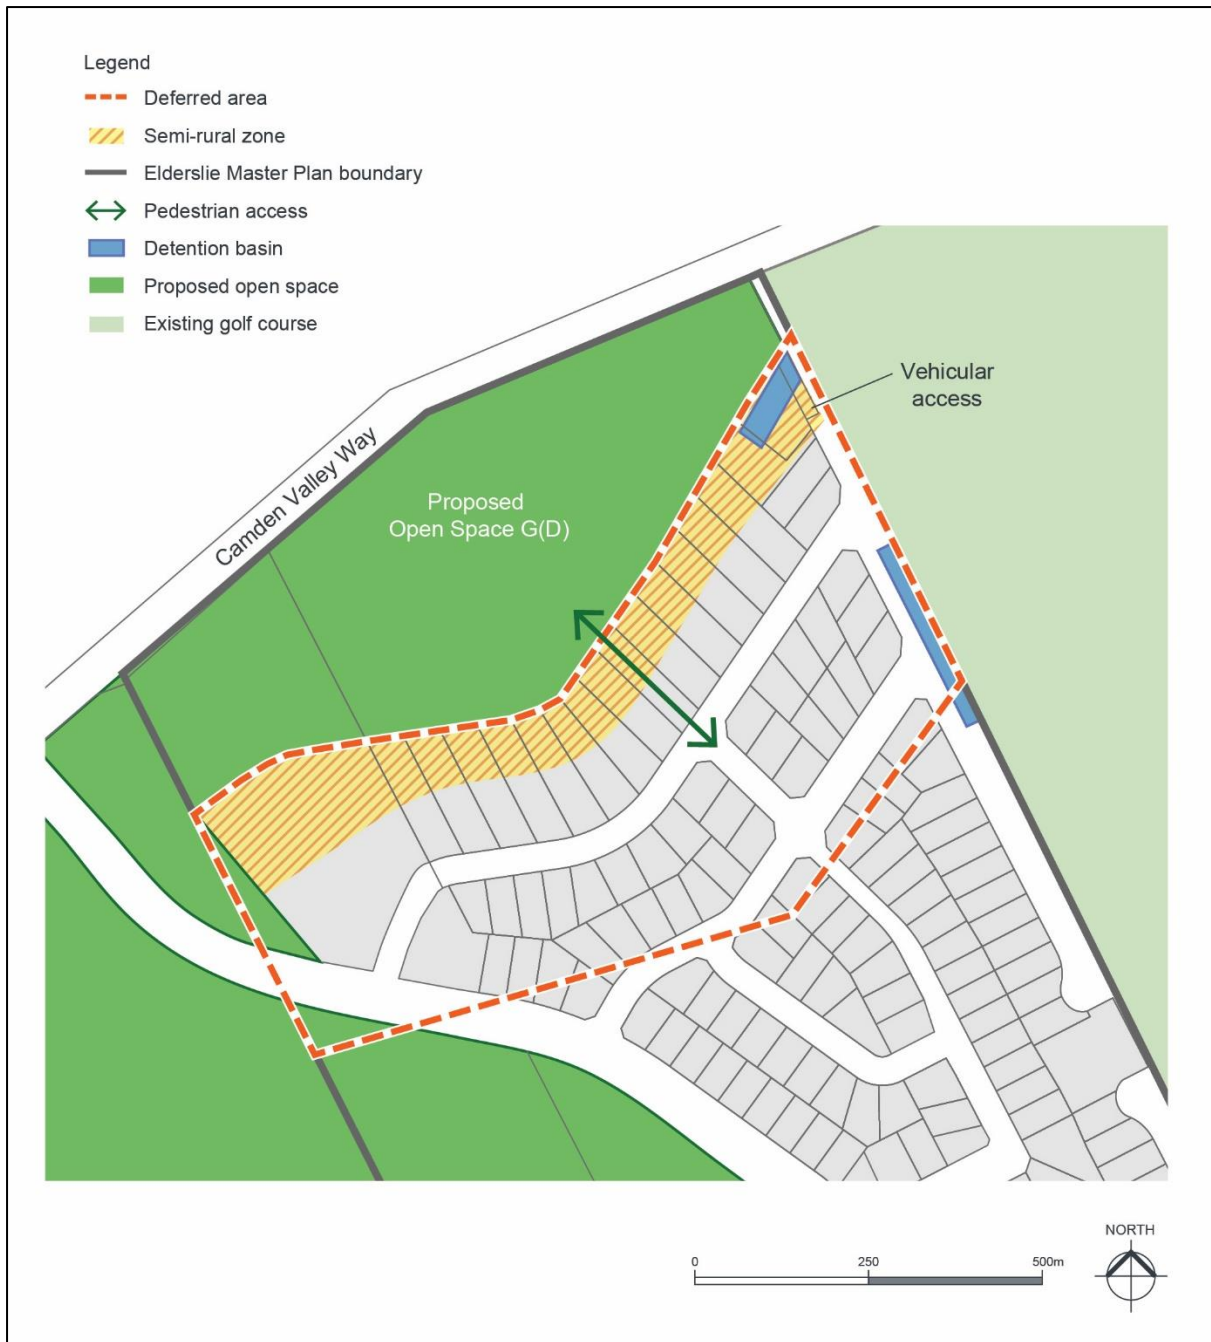 Legend
Deferred area
Semi-rural zone
Elderslie Master Plan boundary
Pedestrian access
Detention basin
Proposed open space
Existing golf course
Vehicular
access
Camden Valley Way
Proposed
Open Space G(D)
NORTH
0 250 500m